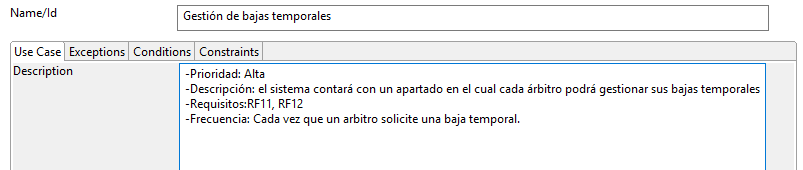 Name/Id
Gestión de bajas temporales
Use Case Exceptions Conditions Constraints
Description
-Prioridad: Alta
-Descripción: el sistema contará con un apartado en el cual cada árbitro podrá gestionar sus bajas temporales
-Requisitos:RF11, RF12
-Frecuencia: Cada vez que un arbitro solicite una baja temporal.